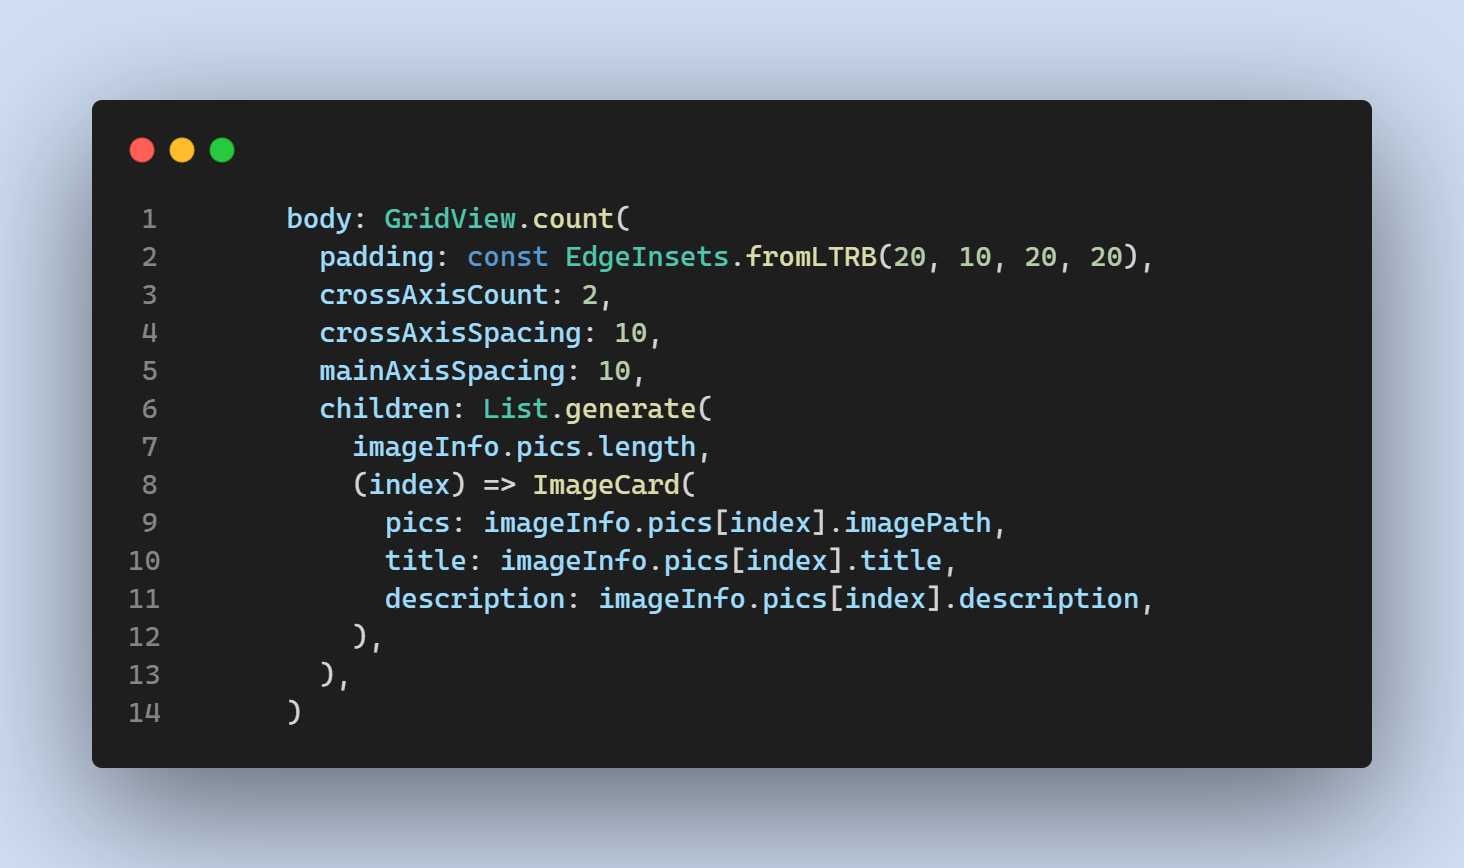 1 body: GridView.count(
2 padding: const EdgeInsets.fromLTRB(20, 10, 20, 20),
3 crossAxisCount: 2,
4 crossAxisSpacing: 10,
5 mainAxisSpacing: 10,
6 children: List.generate(
7 imageInfo.pics.length,
8 (index) => ImageCard(
9 pics: imageInfo.pics[index].imagePath,
10 title: imageInfo.pics[index].title,
11 description: imageInfo.pics[index].description,
12 ),
13 ),
14 )